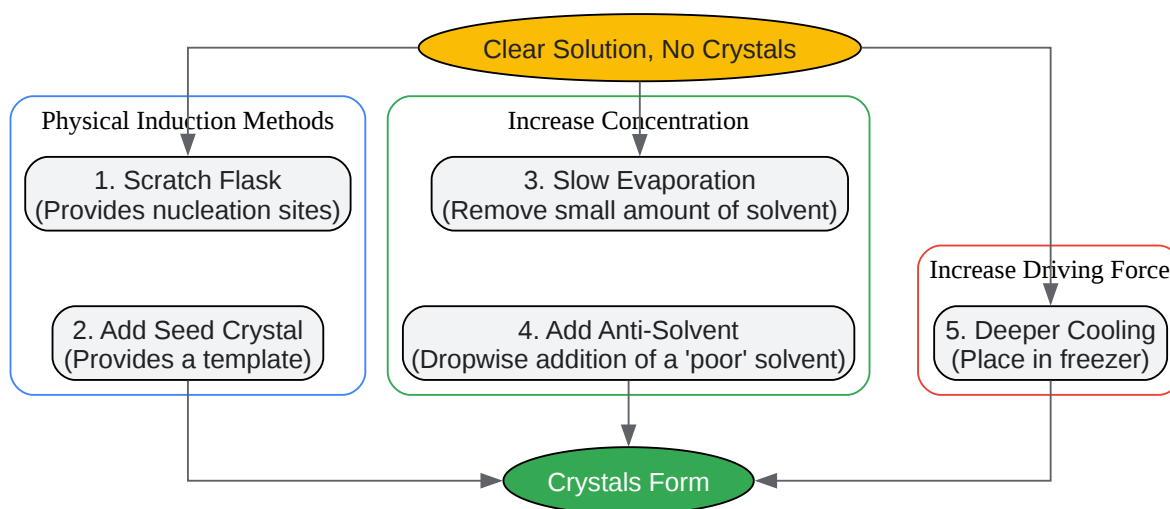 Clear Solution, No Crystals
Physical Induction Methods
1. Scratch Flask
(Provides nucleation sites)
2. Add Seed Crystal
(Provides a template)
Increase Concentration
3. Slow Evaporation
(Remove small amount of solvent)
4. Add Anti-Solvent
(Dropwise addition of a 'poor' solvent)
Increase Driving Force
5. Deeper Cooling
(Place in freezer)
Crystals Form